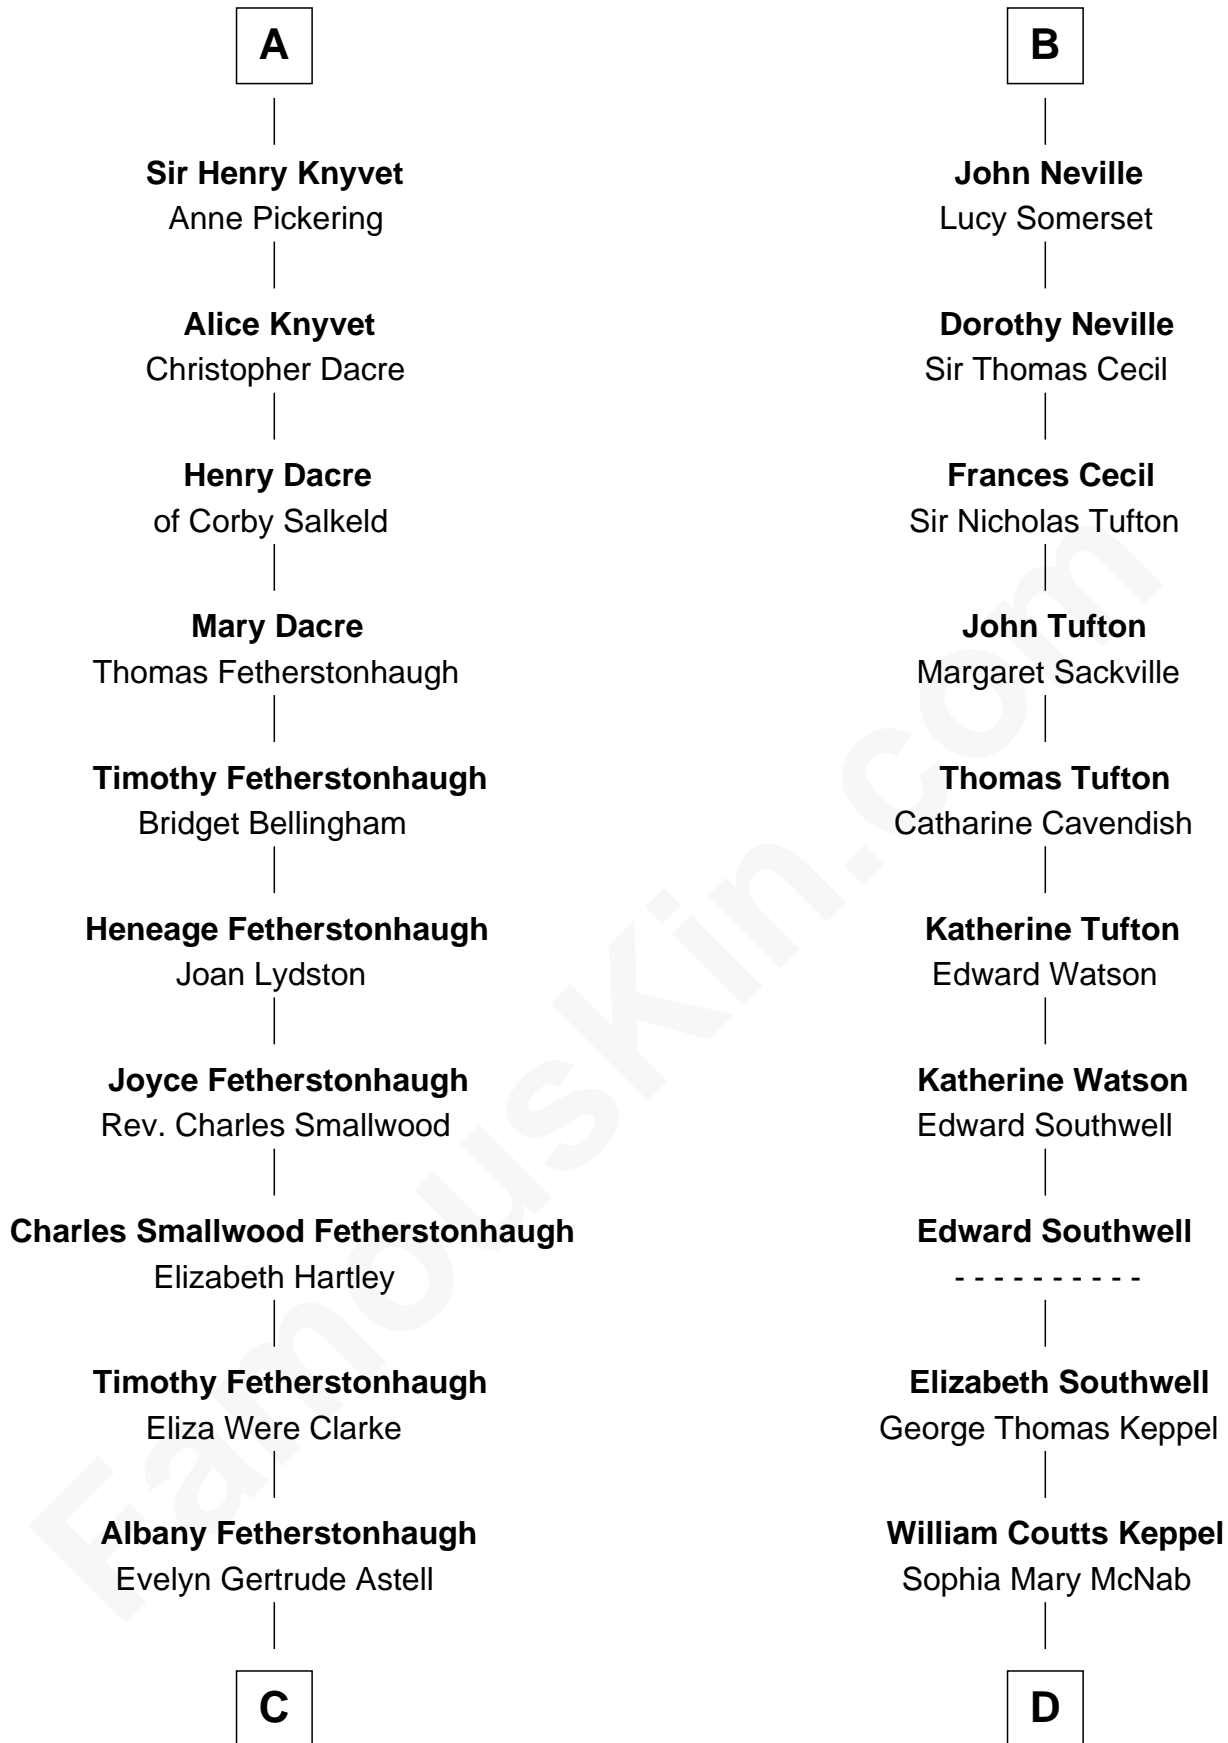 A
Sir Henry Knyvet
Anne Pickering
Alice Knyvet
Christopher Dacre
Henry Dacre
of Corby Salkeld
Mary Dacre
Thomas Fetherstonhaugh
Timothy Fetherstonhaugh
Bridget Bellingham
Heneage Fetherstonhaugh
Joan Lydston
Joyce Fetherstonhaugh
Rev. Charles Smallwood
Charles Smallwood Fetherstonhaugh
Elizabeth Hartley
Timothy Fetherstonhaugh
Eliza Were Clarke
Albany Fetherstonhaugh
Evelyn Gertrude Astell
C
B
John Neville
Lucy Somerset
Dorothy Neville
Sir Thomas Cecil
Frances Cecil
Sir Nicholas Tufton
John Tufton
Margaret Sackville
Thomas Tufton
Catharine Cavendish
Katherine Tufton
Edward Watson
Katherine Watson
Edward Southwell
Edward Southwell
- - - - - - - - - -
Elizabeth Southwell
George Thomas Keppel
William Coutts Keppel
Sophia Mary McNab
D
FamousKin.com